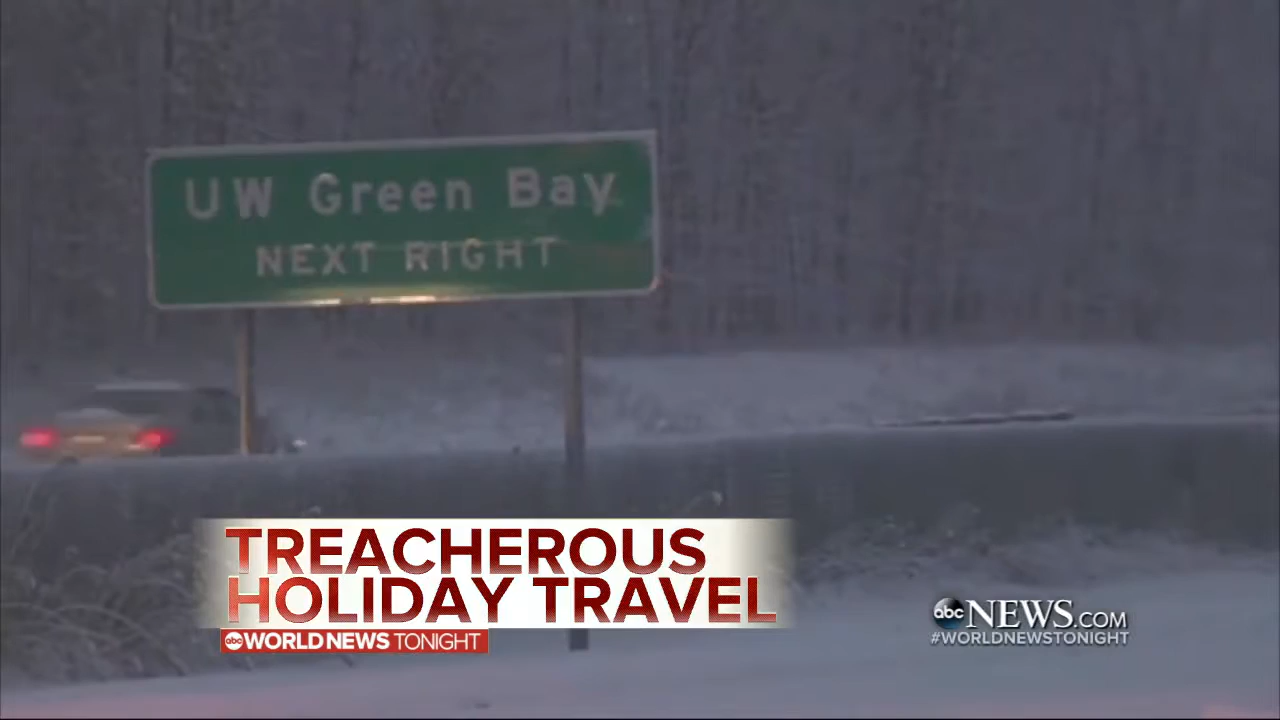 UW Green Bay
NEXT RIGHT
TREACHEROUS
HOLIDAY TRAVEL
abc WORLD NEWS TONIGHT
abc NEWS.COM
#WORLDNEWSTONIGHT